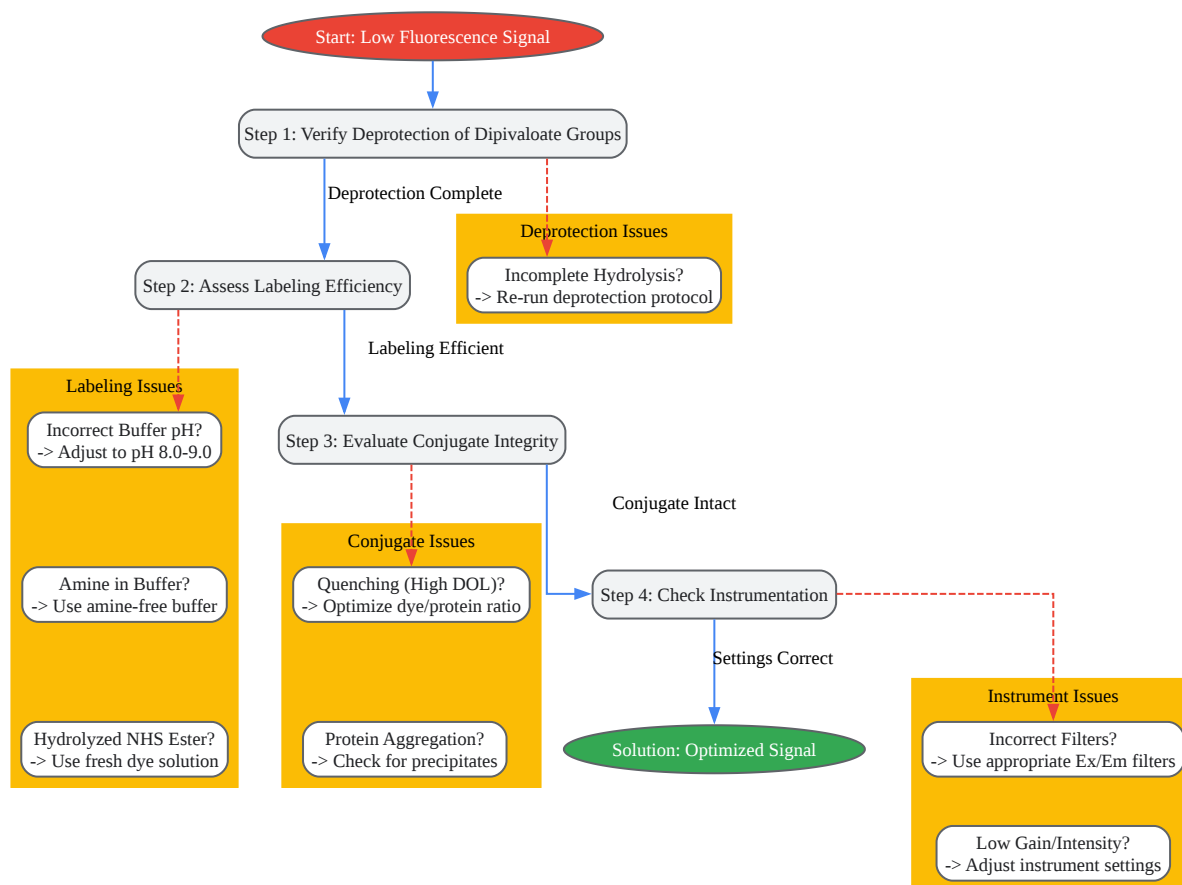 Start: Low Fluorescence Signal
Step 1: Verify Deprotection of Dipivaloate Groups
Deprotection Complete
Deprotection Issues
Incomplete Hydrolysis?
-> Re-run deprotection protocol
Step 2: Assess Labeling Efficiency
Labeling Efficient
Labeling Issues
Incorrect Buffer pH?
-> Adjust to pH 8.0-9.0
Amine in Buffer?
-> Use amine-free buffer
Hydrolyzed NHS Ester?
-> Use fresh dye solution
Step 3: Evaluate Conjugate Integrity
Conjugate Intact
Conjugate Issues
Quenching (High DOL)?
-> Optimize dye/protein ratio
Protein Aggregation?
-> Check for precipitates
Step 4: Check Instrumentation
Settings Correct
Solution: Optimized Signal
Instrument Issues
Incorrect Filters?
-> Use appropriate Ex/Em filters
Low Gain/Intensity?
-> Adjust instrument settings